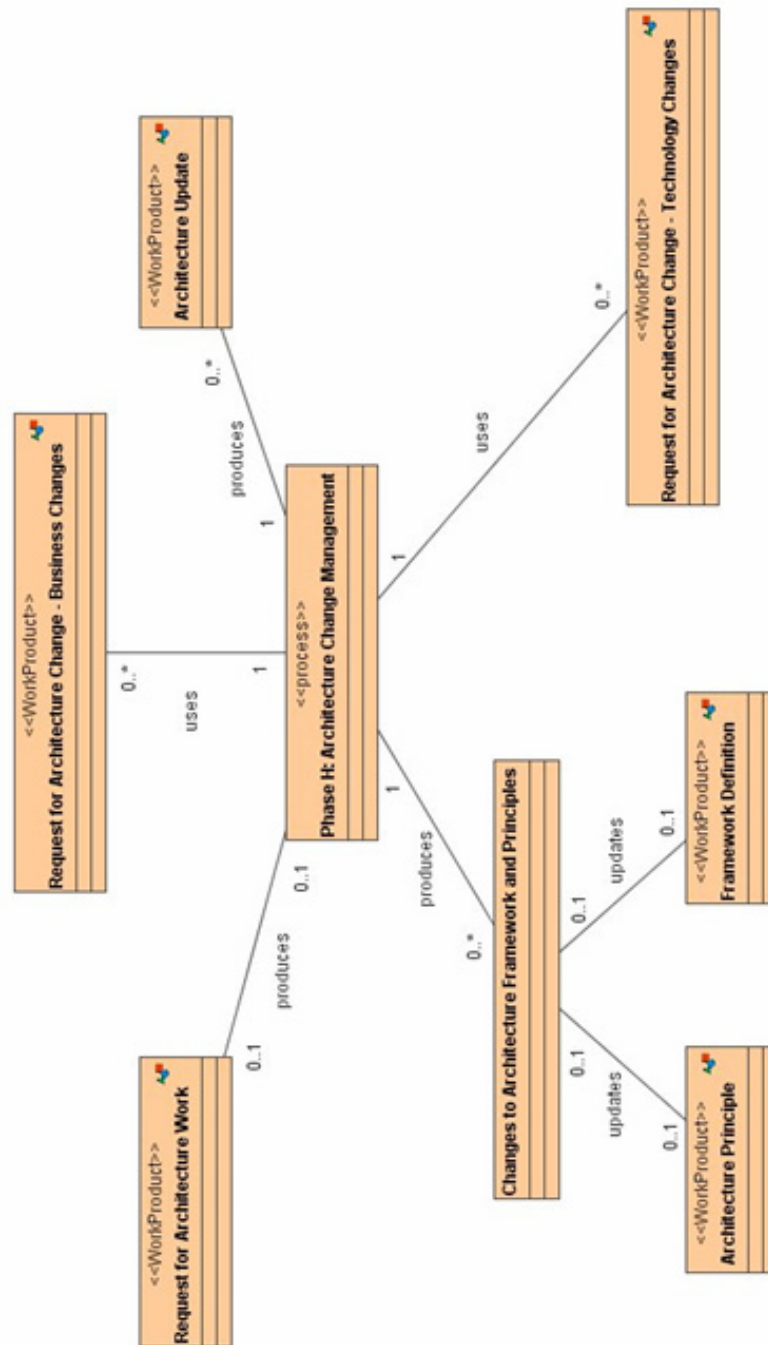 <<WorkProduct>>
Request for Architecture Work
0..1
produces
0..1
<<WorkProduct>>
Request for Architecture Change - Business Changes
0..*
uses
1
<<WorkProduct>>
Architecture Update
0..*
produces
1
<<process>>
Phase H: Architecture Change Management
1
produces
0..*
1
uses
0..*
Changes to Architecture Framework and Principles
0..1
updates
0..1
0..1
updates
0..1
<<WorkProduct>>
Architecture Principle
<<WorkProduct>>
Framework Definition
<<WorkProduct>>
Request for Architecture Change - Technology Changes